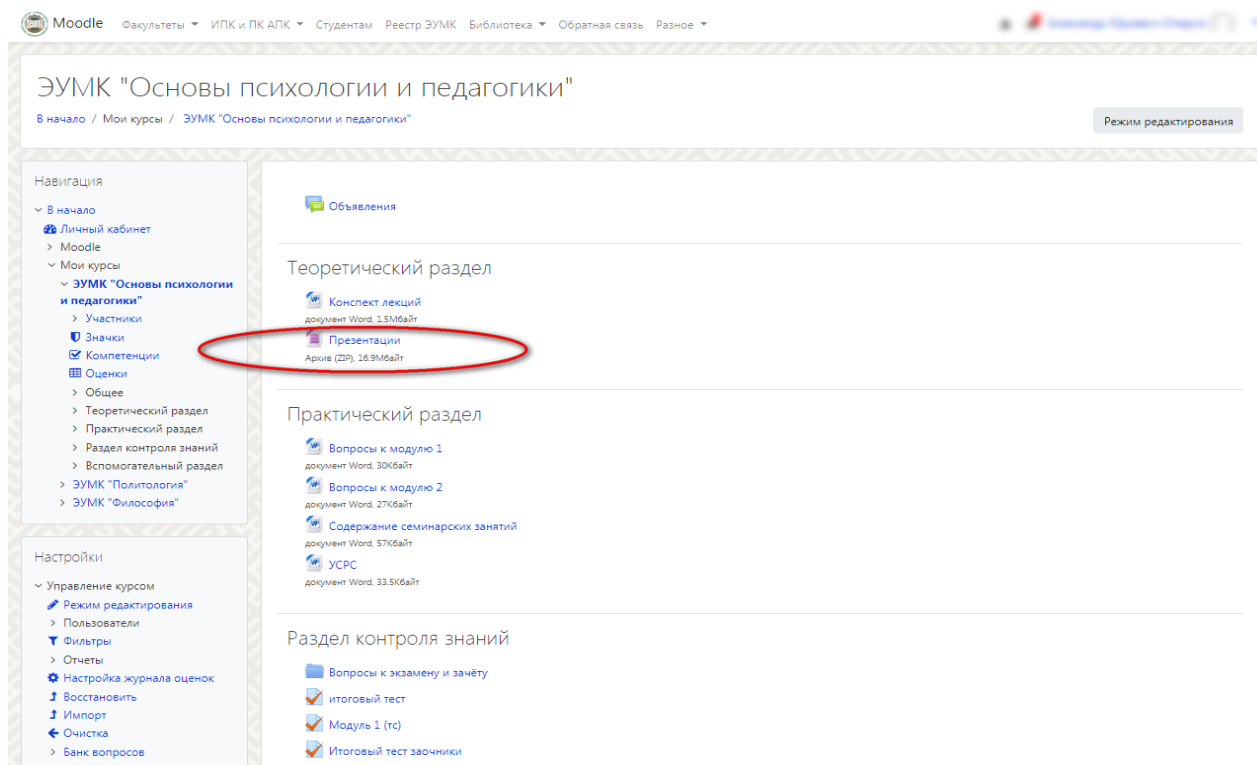 Moodle Факультеты ИПК и ПК АПК Студентам Реестр ЭУМК Библиотека Обратная связь Разное
ЭУМК "Основы психологии и педагогики"
В начало / Мои курсы / ЭУМК "Основы психологии и педагогики"
Режим редактирования
Навигация
В начало
Личный кабинет
Moodle
Мои курсы
ЭУМК "Основы психологии
и педагогики"
Участники
Значки
Компетенции
Оценки
Общее
Теоретический раздел
Практический раздел
Раздел контроля знаний
Вспомогательный раздел
ЭУМК "Политология"
ЭУМК "Философия"
Настройки
Управление курсом
Режим редактирования
Пользователи
Фильтры
Отчеты
Настройка журнала оценок
Восстановить
Импорт
Очистка
Банк вопросов
Объявления
Теоретический раздел
Конспект лекций
документ Word, 1.5Мбайт
Презентации
Архив (ZIP), 16.9Мбайт
Практический раздел
Вопросы к модулю 1
документ Word, 30Кбайт
Вопросы к модулю 2
документ Word, 27Кбайт
Содержание семинарских занятий
документ Word, 57Кбайт
УСРС
документ Word, 33.5Кбайт
Раздел контроля знаний
Вопросы к экзамену и зачёту
итоговый тест
Модуль 1 (тс)
Итоговый тест заочники